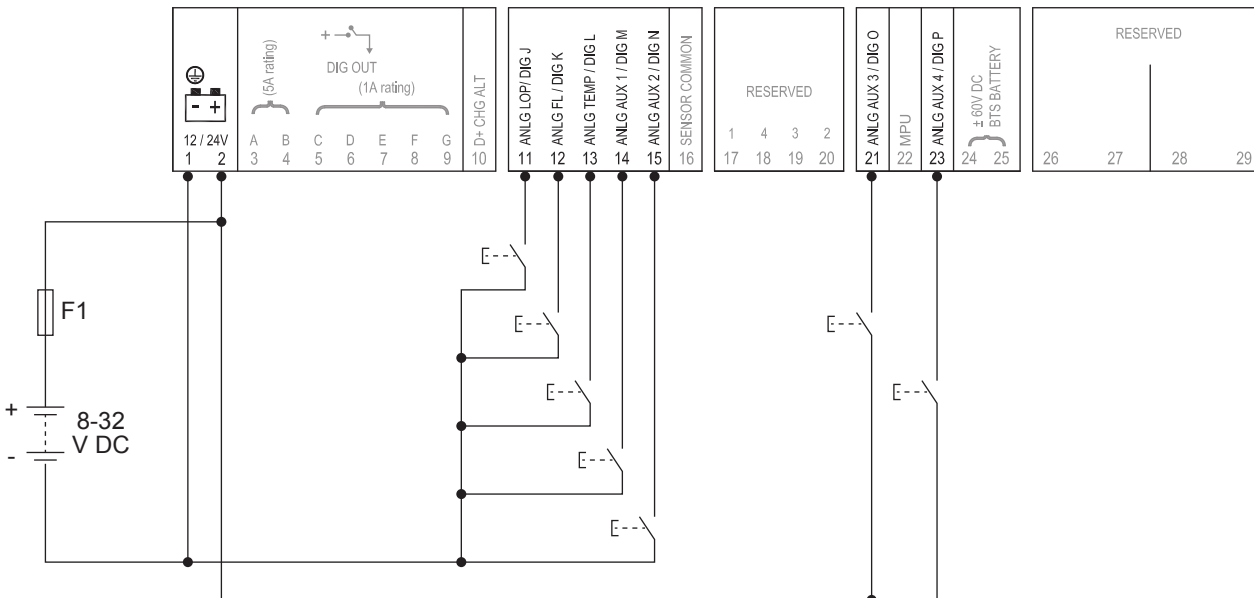 - +
12 / 24V
1 2
(5A rating)
A B
3 4
+
DIG OUT
(1A rating)
C D E F G
5 6 7 8 9
D+ CHG ALT
10
ANLG LOP/ DIG J
11
ANLG FL / DIG K
12
ANLG TEMP / DIG L
13
ANLG AUX 1 / DIG M
14
ANLG AUX 2 / DIG N
15
SENSOR COMMON
16
RESERVED
1 4 3 2
17 18 19 20
ANLG AUX 3 / DIG O
21
MPU
22
ANLG AUX 4 / DIG P
23
± 60V DC
BTS BATTERY
24 25
RESERVED
26 27 28 29
F1
+
8-32
V DC
-